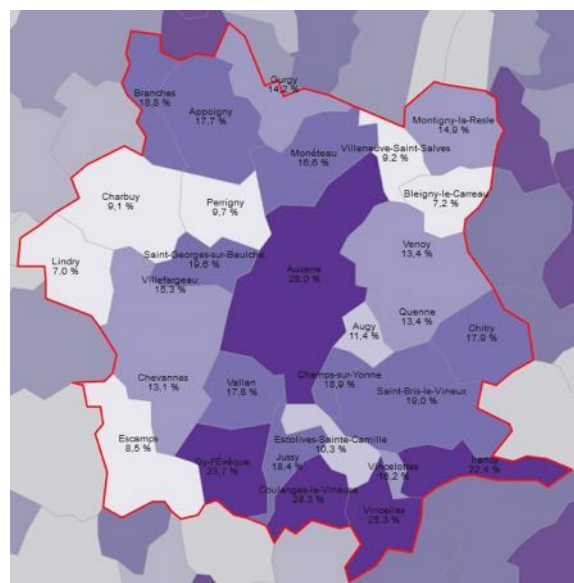 Gurgy
14,2 %
Branches
18,8 %
Appoigny
17,7 %
Montigny-la-Resle
14,9 %
Villeneuve-Saint-Salves
9,2 %
Monéteau
16,6 %
Bleigny-le-Carreau
7,2 %
Charbuy
9,1 %
Perrigny
9,7 %
Venoy
13,4 %
Saint-Georges-sur-Baulche
19,6 %
Lindry
7,0 %
Auxerre
28,0 %
Villefargeau
15,3 %
Quenne
13,4 %
Augy
11,4 %
Chitry
17,9 %
Champs-sur-Yonne
18,9 %
Chevannes
13,1 %
Vallan
17,8 %
Saint-Bris-le-Vineux
19,0 %
Escamps
8,5 %
Escolives-Sainte-Camille
10,3 %
Gy-l'Évêque
23,7 %
Jussy
18,4 %
Vincelottes
18,2 %
Irancy
22,4 %
Coulanges-la-Vineuse
28,3 %
Vincelles
25,3 %